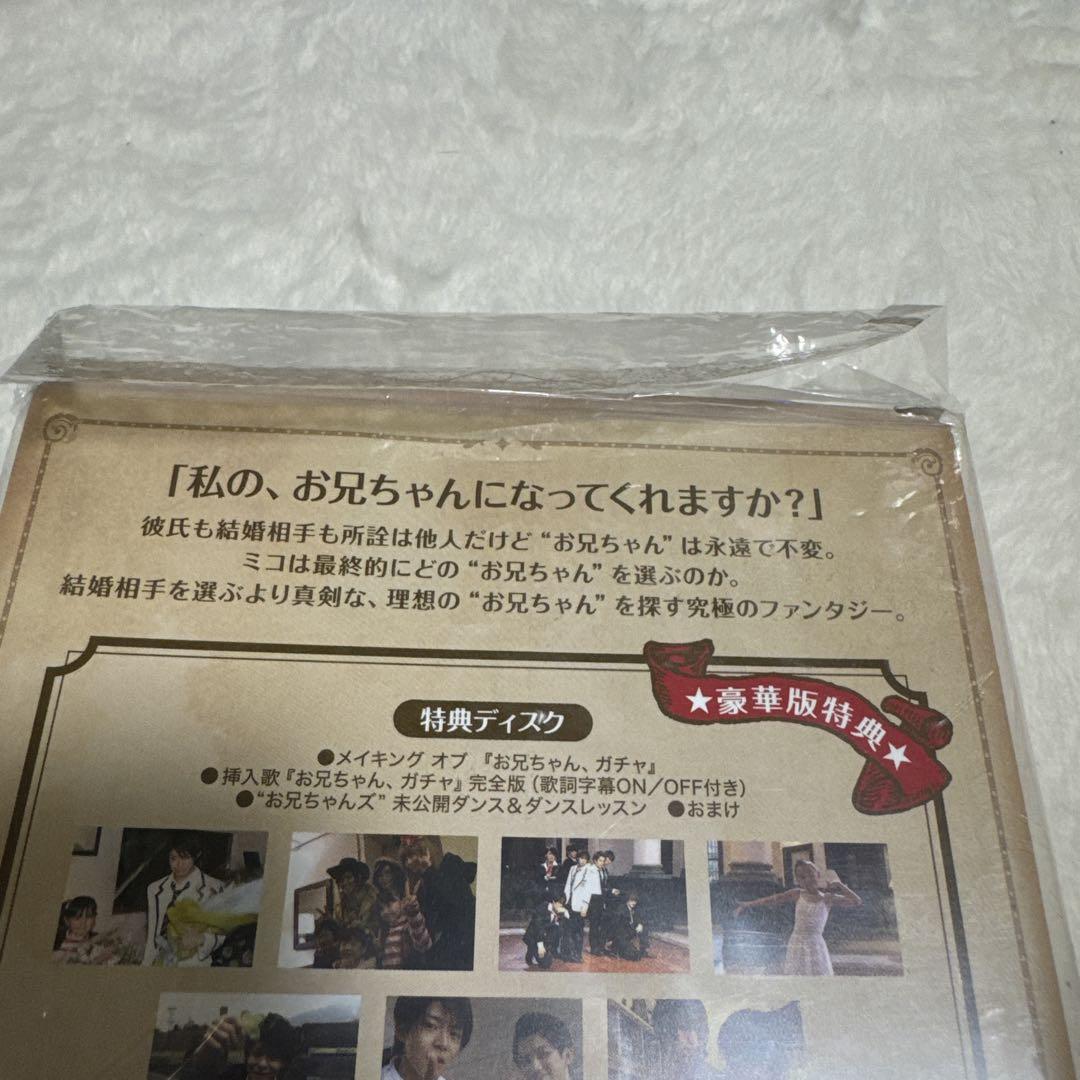 「私の、お兄ちゃんになってくれますか?」
彼氏も結婚相手も所詮は他人だけど“お兄ちゃん”は永遠で不変。
ミコは最終的にどの“お兄ちゃん”を選ぶのか。
結婚相手を選ぶより真剣な、理想の“お兄ちゃん”を探す究極のファンタジー。
★豪華版特典★
特典ディスク
●メイキング オブ 『お兄ちゃん、ガチャ』
●挿入歌『お兄ちゃん、ガチャ』完全版(歌詞字幕ON/OFF付き)
●“お兄ちゃんズ”未公開ダンス&ダンスレッスン ●おまけ